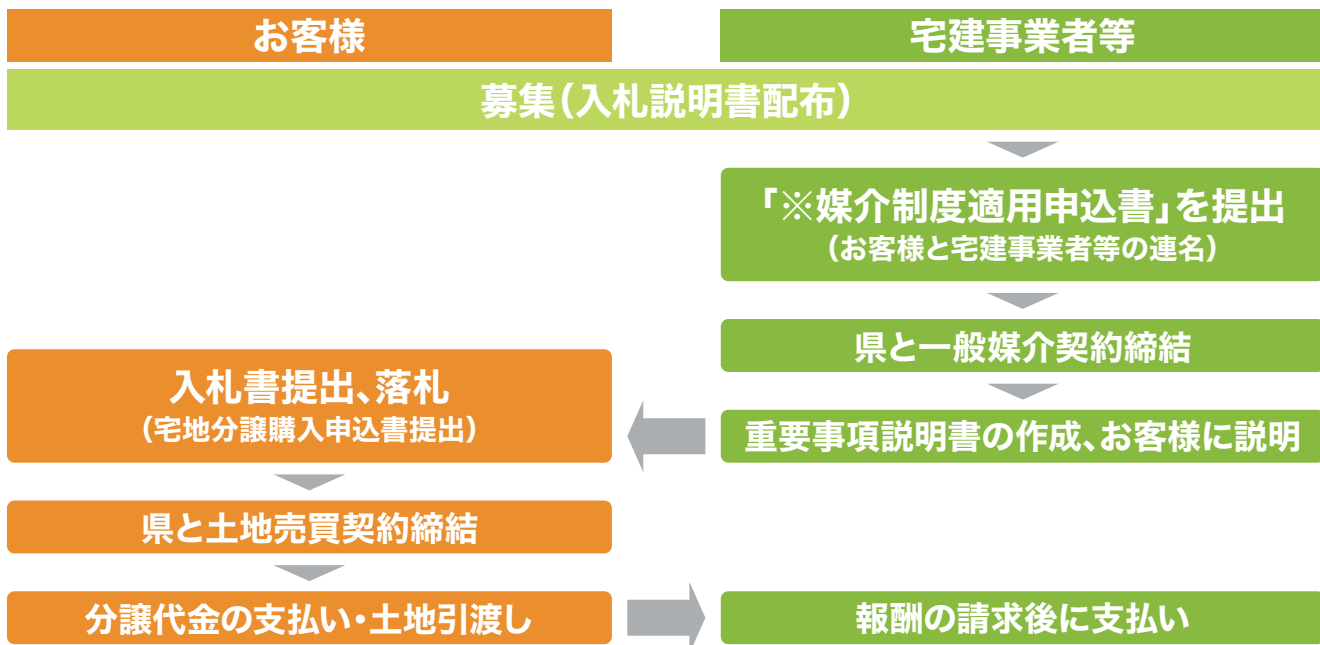 お客様
宅建事業者等
募集（入札説明書配布）
「※媒介制度適用申込書」を提出
（お客様と宅建事業者等の連名）
県と一般媒介契約締結
重要事項説明書の作成、お客様に説明
入札書提出、落札
（宅地分譲購入申込書提出）
県と土地売買契約締結
分譲代金の支払い・土地引渡し
報酬の請求後に支払い